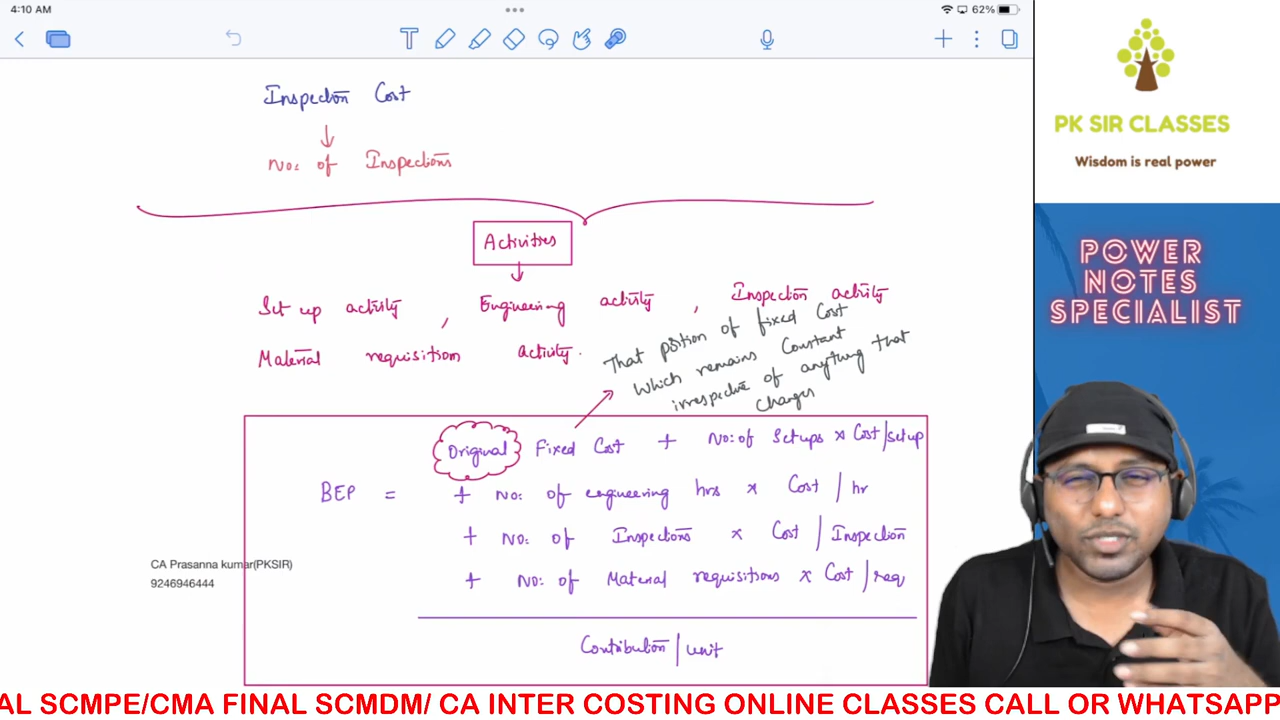 4:10 AM
62%
Inspection Cost
No: of Inspections
Activities
Set up activity, Engineering activity, Inspection activity
Material requisition activity.
That portion of fixed Cost
Which remains Constant
irrespective of anything that
Changes
Original Fixed Cost + No: of Setups x Cost/setup
BEP = + No: of engineering hrs x Cost / hr
+ No: of Inspections x Cost / Inspection
+ No: of Material requisitions x Cost / req
Contribution / unit
CA Prasanna kumar(PKSIR)
9246946444
PK SIR CLASSES
Wisdom is real power
POWER
NOTES
SPECIALIST
AL SCMPE/CMA FINAL SCMDM/ CA INTER COSTING ONLINE CLASSES CALL OR WHATSAPP